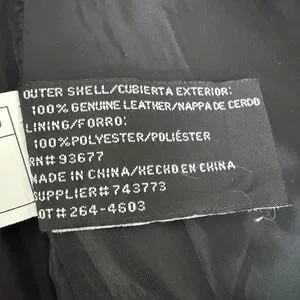 OUTER SHELL/CUBIERTA EXTERIOR:
100% GENUINE LEATHER/NAPPA DE CERDO
LINING/FORRO:
100%POLYESTER/POLIÉSTER
RN# 93677
MADE IN CHINA/HECHO EN CHINA
SUPPLIER#743773
OT# 264-4603